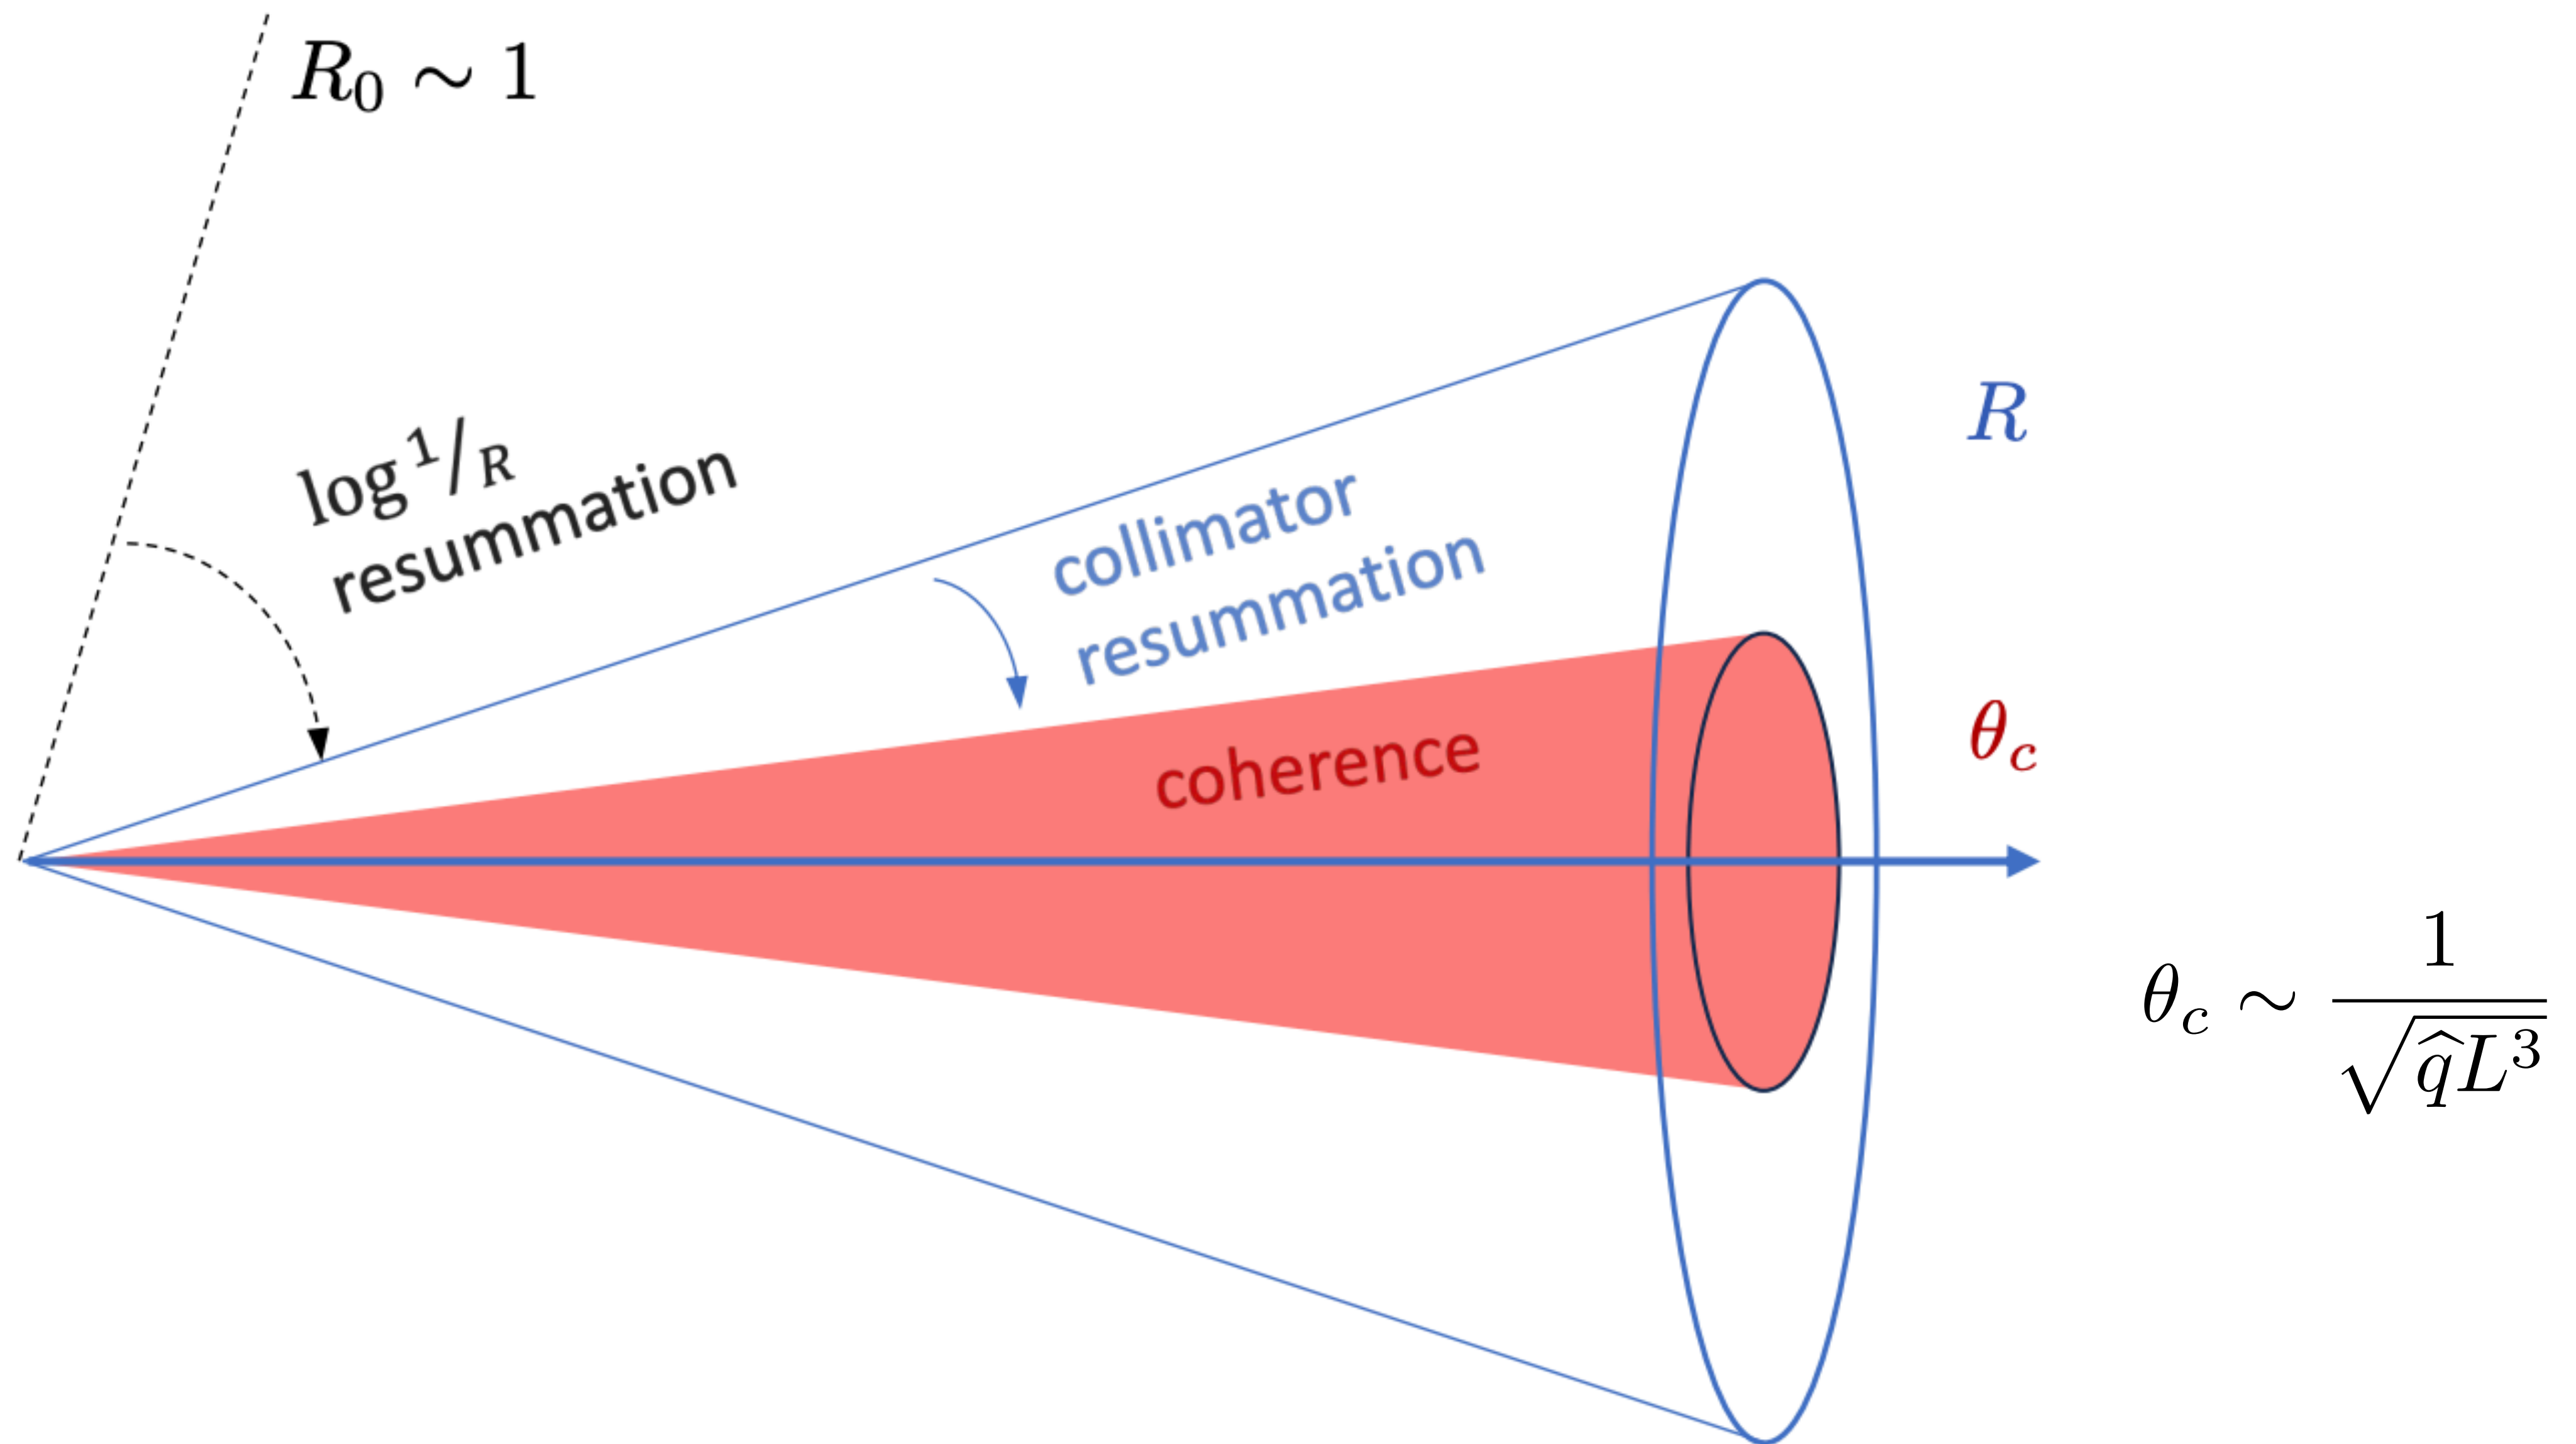 R₀ ∼ 1
log ¹/R
resummation
collimator
resummation
R
coherence
θ_c
θ_c ∼ 1/√(q̂L³)